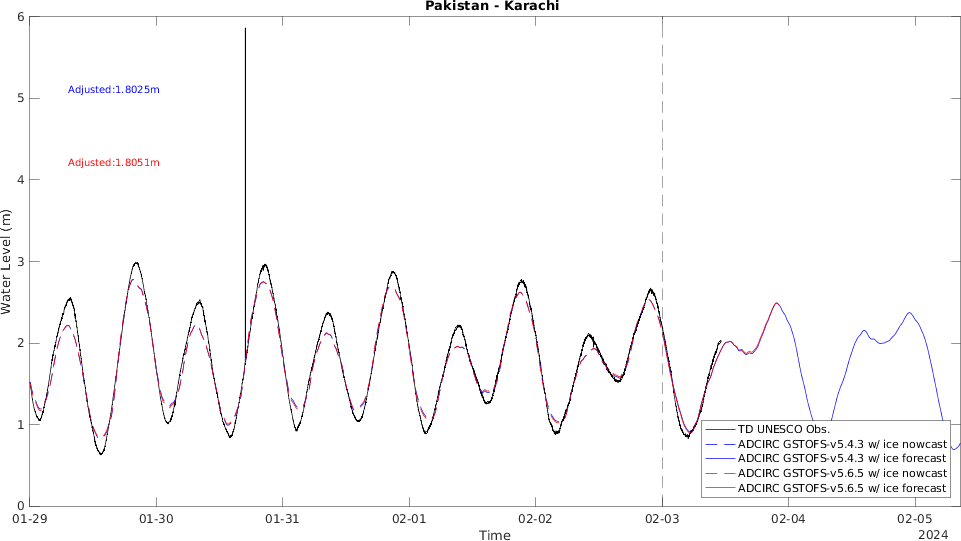 Pakistan - Karachi
6
5
4
3
2
1
0
Water Level (m)
Adjusted:1.8025m
Adjusted:1.8051m
TD UNESCO Obs.
ADCIRC GSTOFS-v5.4.3 w/ ice nowcast
ADCIRC GSTOFS-v5.4.3 w/ ice forecast
ADCIRC GSTOFS-v5.6.5 w/ ice nowcast
ADCIRC GSTOFS-v5.6.5 w/ ice forecast
01-29 01-30 01-31 02-01 02-02 02-03 02-04 02-05
Time
2024